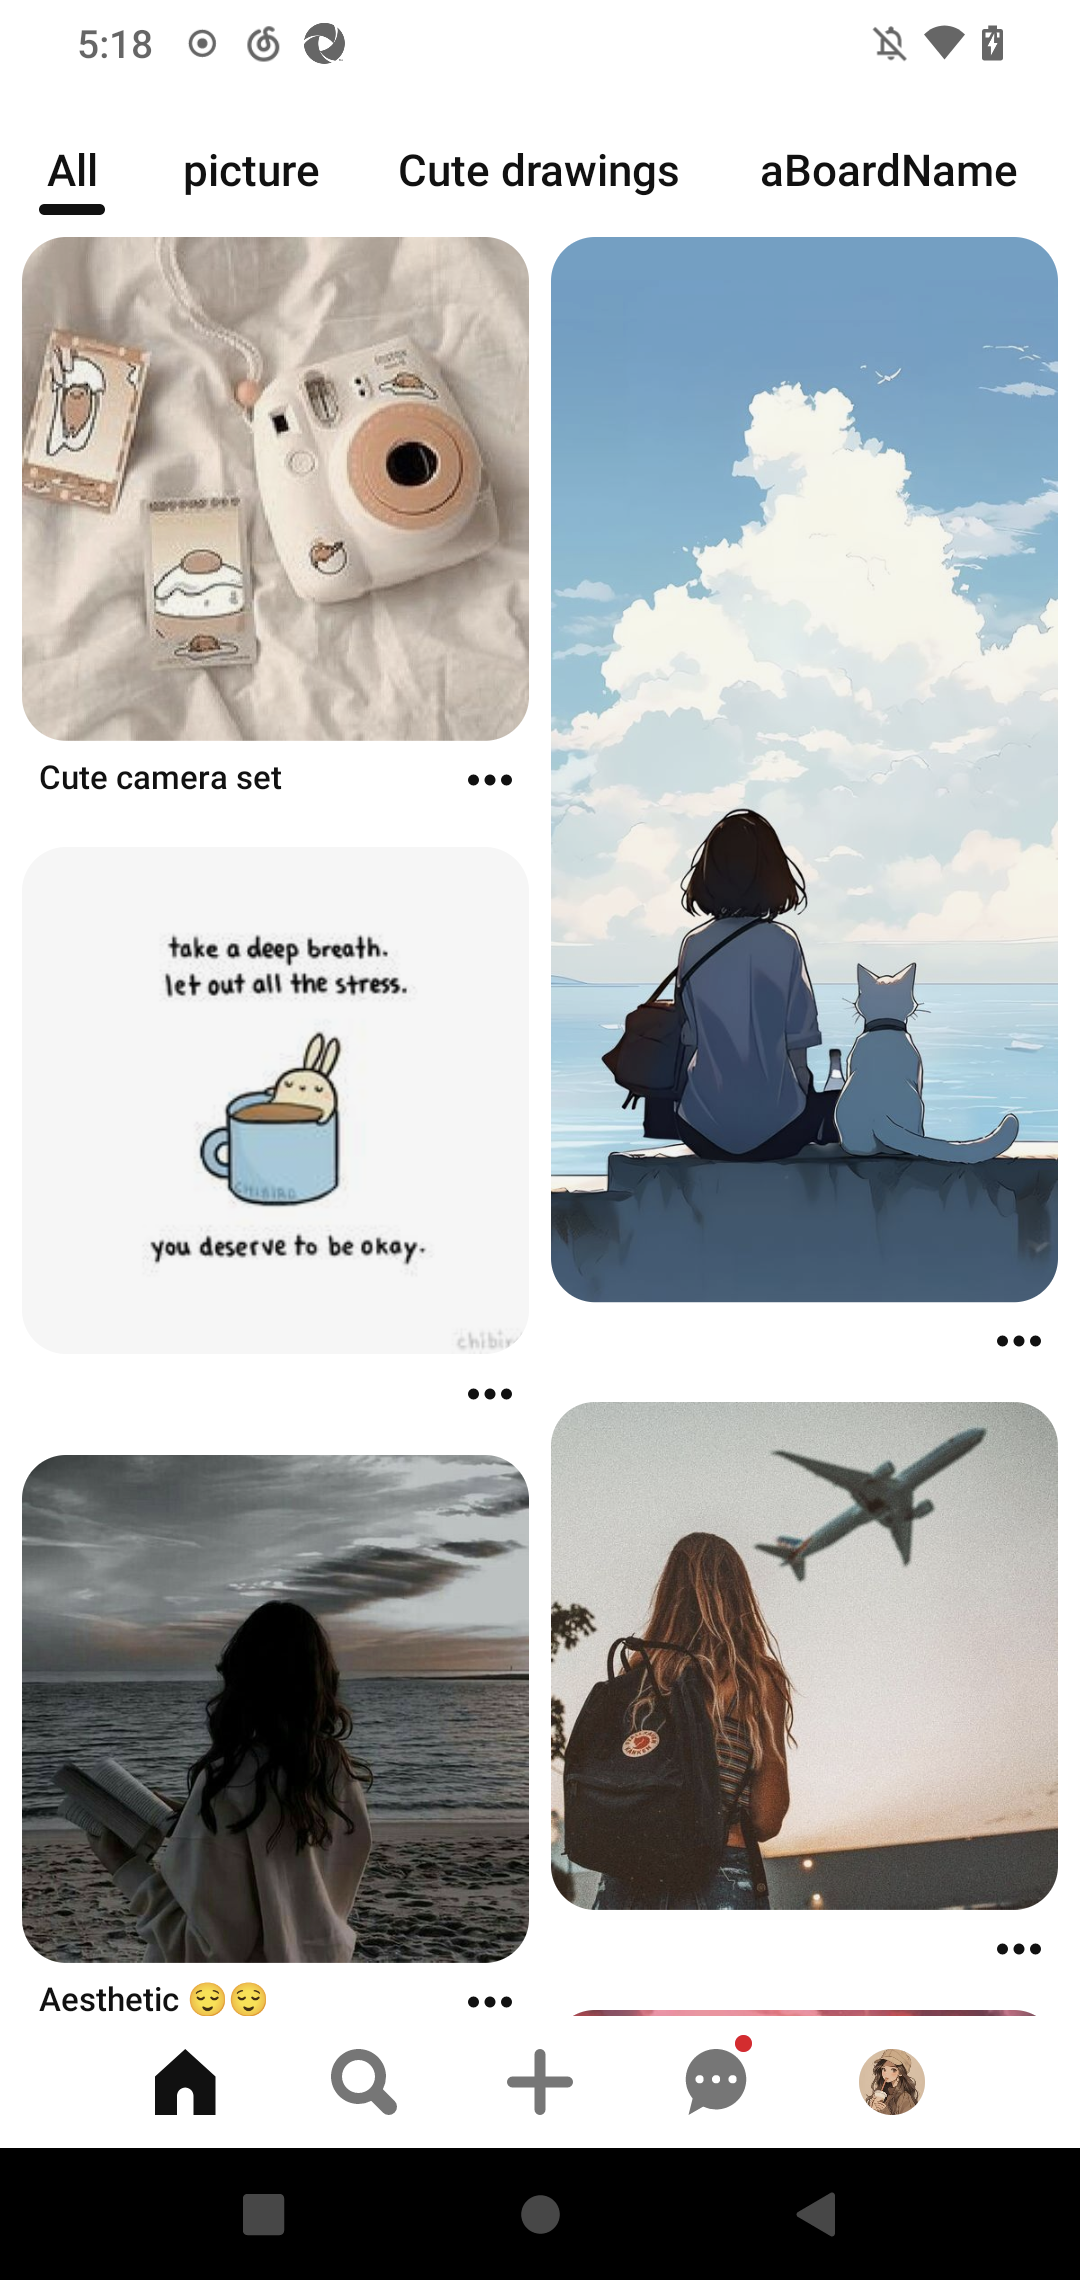 5:18
All
picture
Cute drawings
aBoardName
Cute camera set
take a deep breath.
let out all the stress.
CHIBIRD
you deserve to be okay.
chibir
Aesthetic 😌😌